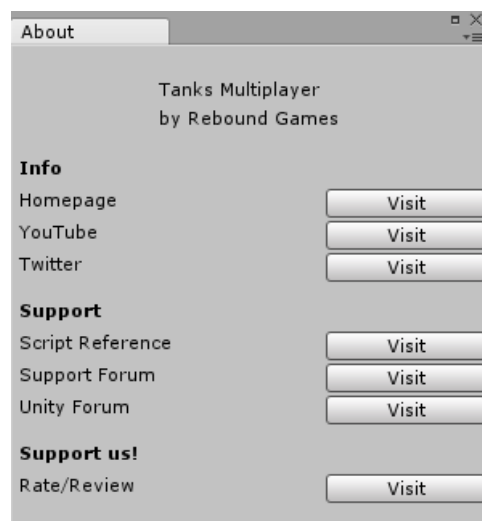 About
Tanks Multiplayer
by Rebound Games
Info
Homepage Visit
YouTube Visit
Twitter Visit
Support
Script Reference Visit
Support Forum Visit
Unity Forum Visit
Support us!
Rate/Review Visit